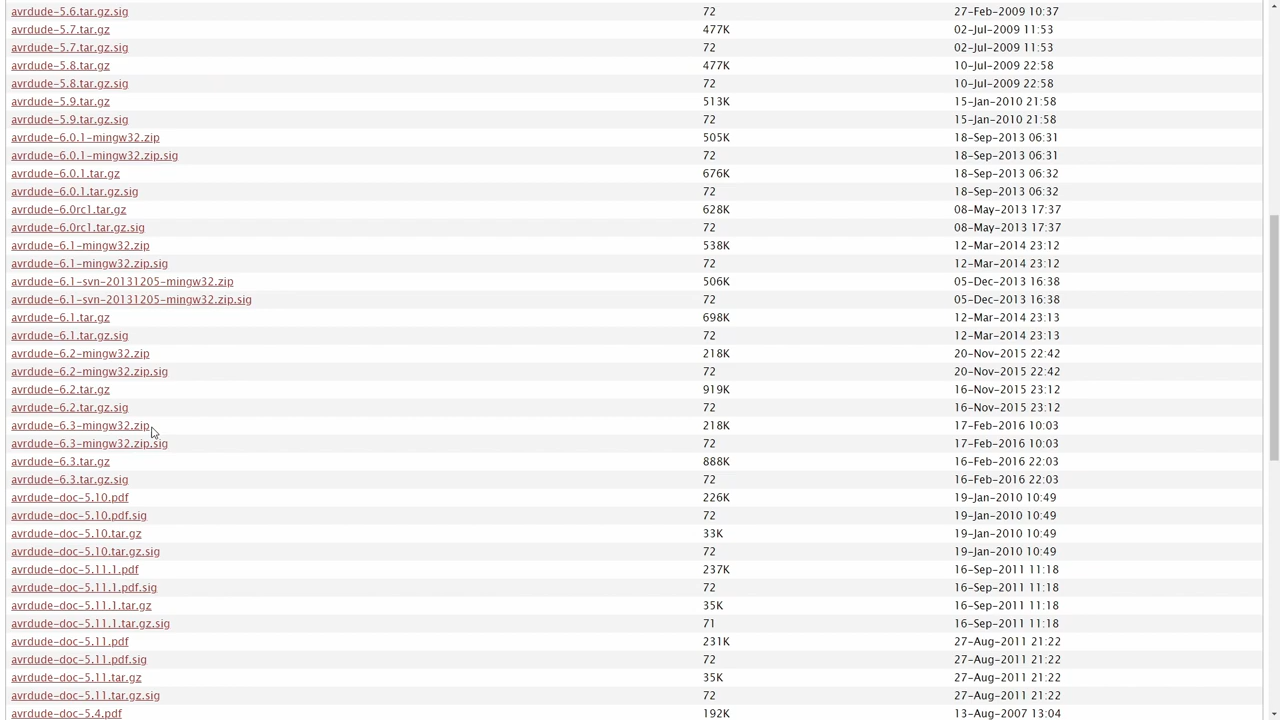 avrdude-5.6.tar.gz.sig 72 27-Feb-2009 10:37
avrdude-5.7.tar.gz 477K 02-Jul-2009 11:53
avrdude-5.7.tar.gz.sig 72 02-Jul-2009 11:53
avrdude-5.8.tar.gz 477K 10-Jul-2009 22:58
avrdude-5.8.tar.gz.sig 72 10-Jul-2009 22:58
avrdude-5.9.tar.gz 513K 15-Jan-2010 21:58
avrdude-5.9.tar.gz.sig 72 15-Jan-2010 21:58
avrdude-6.0.1-mingw32.zip 505K 18-Sep-2013 06:31
avrdude-6.0.1-mingw32.zip.sig 72 18-Sep-2013 06:31
avrdude-6.0.1.tar.gz 676K 18-Sep-2013 06:32
avrdude-6.0.1.tar.gz.sig 72 18-Sep-2013 06:32
avrdude-6.0rc1.tar.gz 628K 08-May-2013 17:37
avrdude-6.0rc1.tar.gz.sig 72 08-May-2013 17:37
avrdude-6.1-mingw32.zip 538K 12-Mar-2014 23:12
avrdude-6.1-mingw32.zip.sig 72 12-Mar-2014 23:12
avrdude-6.1-svn-20131205-mingw32.zip 506K 05-Dec-2013 16:38
avrdude-6.1-svn-20131205-mingw32.zip.sig 72 05-Dec-2013 16:38
avrdude-6.1.tar.gz 698K 12-Mar-2014 23:13
avrdude-6.1.tar.gz.sig 72 12-Mar-2014 23:13
avrdude-6.2-mingw32.zip 218K 20-Nov-2015 22:42
avrdude-6.2-mingw32.zip.sig 72 20-Nov-2015 22:42
avrdude-6.2.tar.gz 919K 16-Nov-2015 23:12
avrdude-6.2.tar.gz.sig 72 16-Nov-2015 23:12
avrdude-6.3-mingw32.zip 218K 17-Feb-2016 10:03
avrdude-6.3-mingw32.zip.sig 72 17-Feb-2016 10:03
avrdude-6.3.tar.gz 888K 16-Feb-2016 22:03
avrdude-6.3.tar.gz.sig 72 16-Feb-2016 22:03
avrdude-doc-5.10.pdf 226K 19-Jan-2010 10:49
avrdude-doc-5.10.pdf.sig 72 19-Jan-2010 10:49
avrdude-doc-5.10.tar.gz 33K 19-Jan-2010 10:49
avrdude-doc-5.10.tar.gz.sig 72 19-Jan-2010 10:49
avrdude-doc-5.11.1.pdf 237K 16-Sep-2011 11:18
avrdude-doc-5.11.1.pdf.sig 72 16-Sep-2011 11:18
avrdude-doc-5.11.1.tar.gz 35K 16-Sep-2011 11:18
avrdude-doc-5.11.1.tar.gz.sig 71 16-Sep-2011 11:18
avrdude-doc-5.11.pdf 231K 27-Aug-2011 21:22
avrdude-doc-5.11.pdf.sig 72 27-Aug-2011 21:22
avrdude-doc-5.11.tar.gz 35K 27-Aug-2011 21:22
avrdude-doc-5.11.tar.gz.sig 72 27-Aug-2011 21:22
avrdude-doc-5.4.pdf 192K 13-Aug-2007 13:04